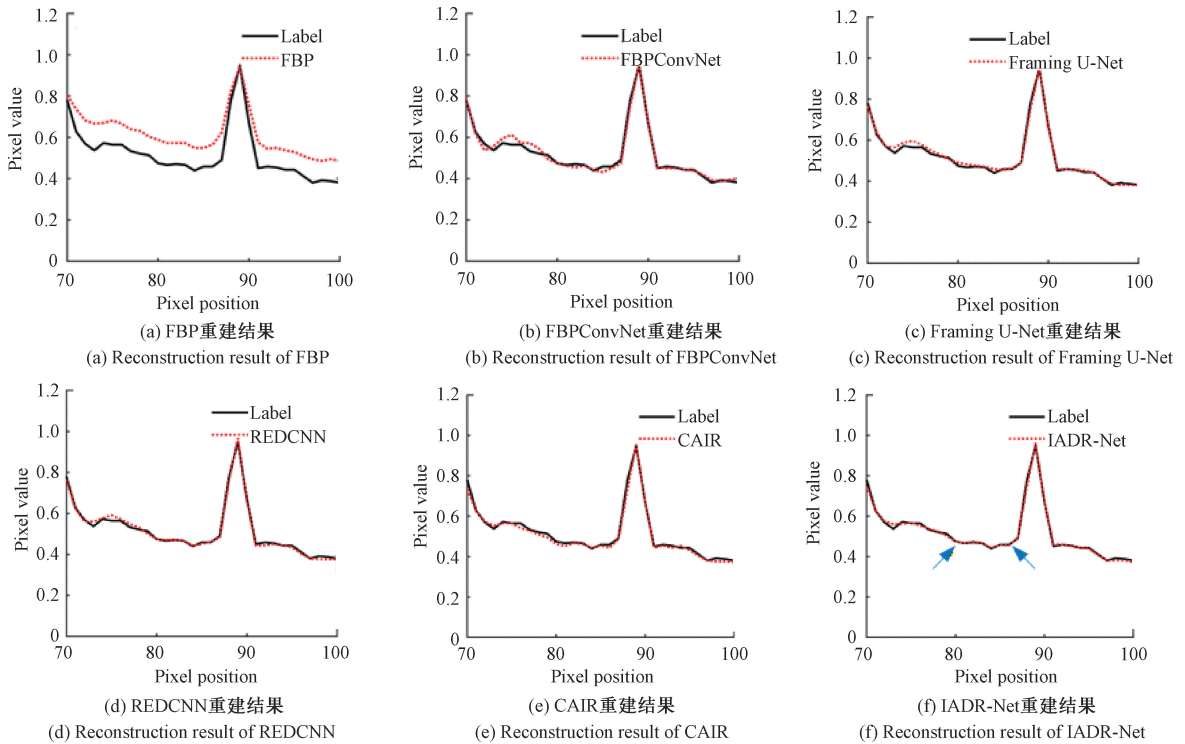 1.2
1.0
0.8
0.6
0.4
0.2
0
Pixel value
Label
FBP
70
80
90
100
Pixel position
(a) FBP重建结果
(a) Reconstruction result of FBP
1.2
1.0
0.8
0.6
0.4
0.2
0
Pixel value
Label
FBPConvNet
70
80
90
100
Pixel position
(b) FBPConvNet重建结果
(b) Reconstruction result of FBPConvNet
1.2
1.0
0.8
0.6
0.4
0.2
0
Pixel value
Label
Framing U-Net
70
80
90
100
Pixel position
(c) Framing U-Net重建结果
(c) Reconstruction result of Framing U-Net
1.2
1.0
0.8
0.6
0.4
0.2
0
Pixel value
Label
REDCNN
70
80
90
100
Pixel position
(d) REDCNN重建结果
(d) Reconstruction result of REDCNN
1.2
1.0
0.8
0.6
0.4
0.2
0
Pixel value
Label
CAIR
70
80
90
100
Pixel position
(e) CAIR重建结果
(e) Reconstruction result of CAIR
1.2
1.0
0.8
0.6
0.4
0.2
0
Pixel value
Label
IADR-Net
70
80
90
100
Pixel position
(f) IADR-Net重建结果
(f) Reconstruction result of IADR-Net